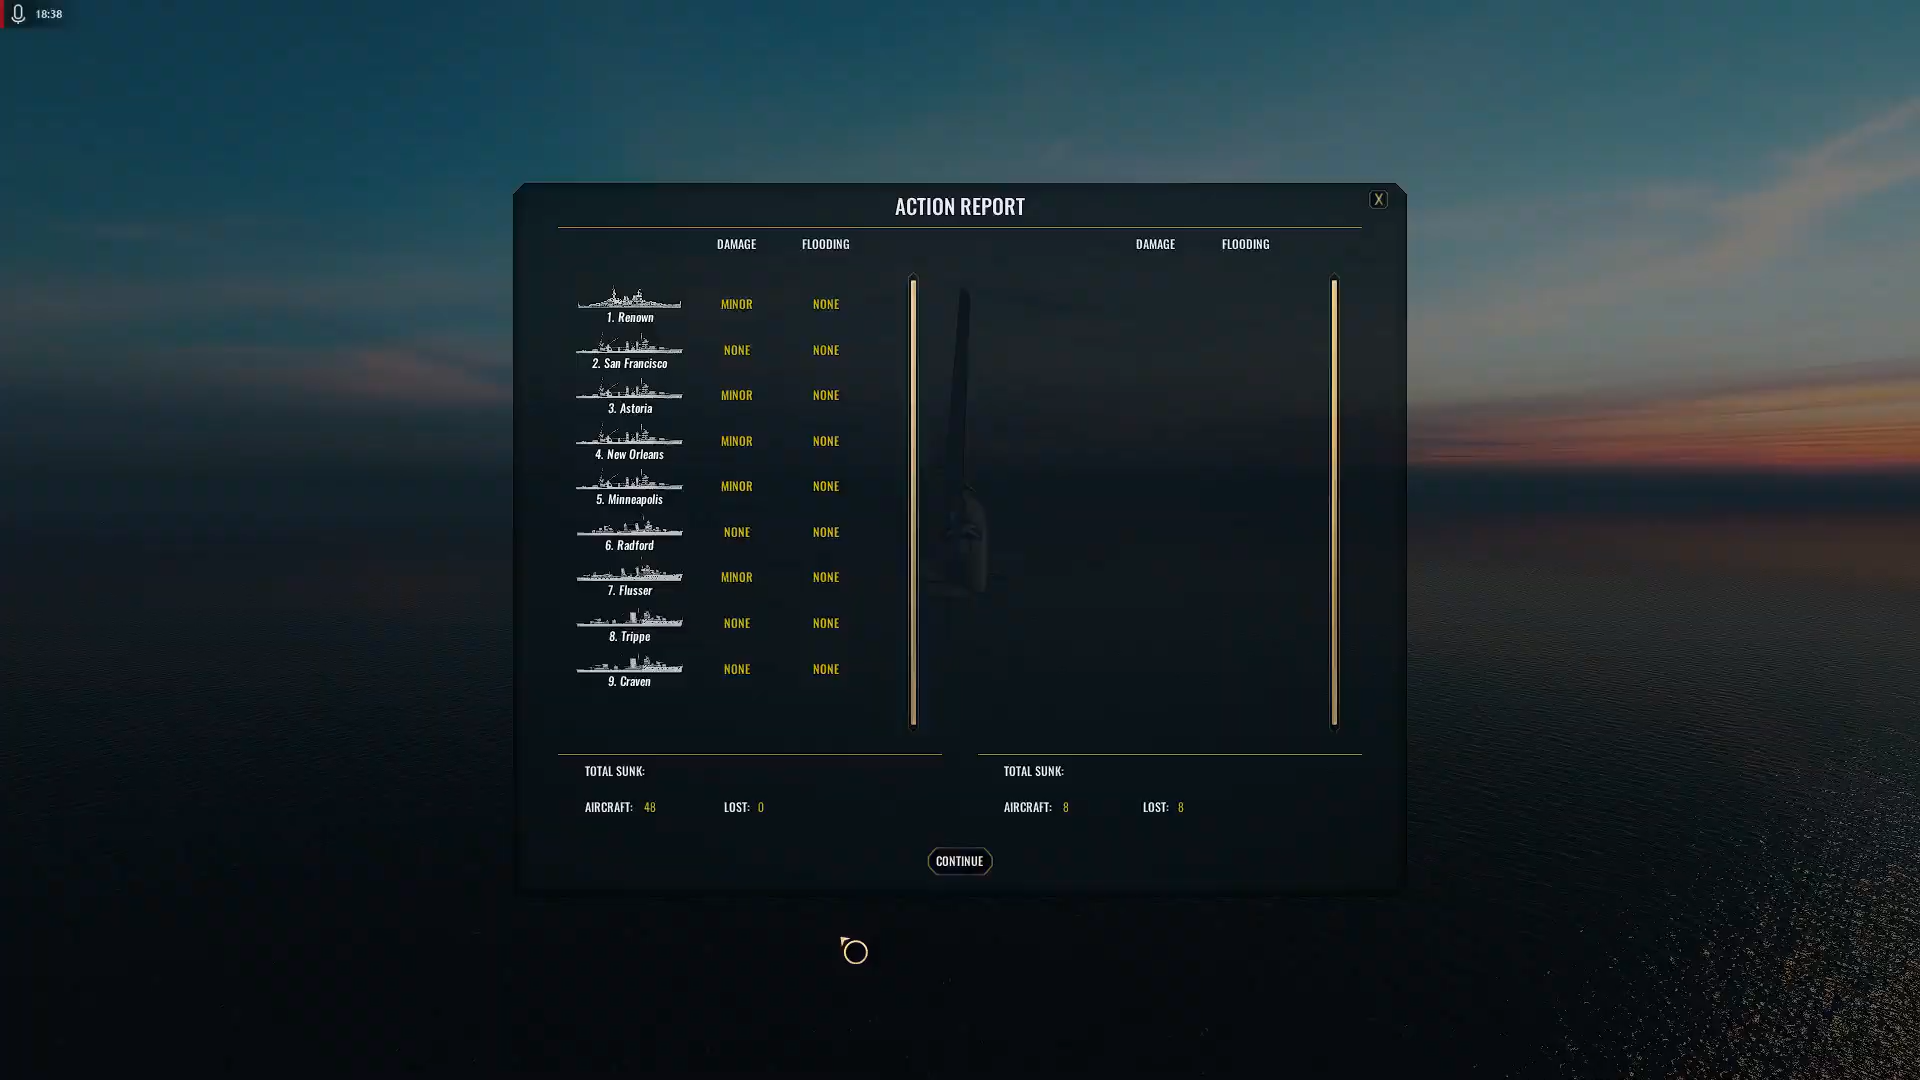 18:38
ACTION REPORT
X
DAMAGE FLOODING DAMAGE FLOODING
MINOR NONE
1. Renown
NONE NONE
2. San Francisco
MINOR NONE
3. Astoria
MINOR NONE
4. New Orleans
MINOR NONE
5. Minneapolis
NONE NONE
6. Radford
MINOR NONE
7. Flusser
NONE NONE
8. Trippe
NONE NONE
9. Craven
TOTAL SUNK: TOTAL SUNK:
AIRCRAFT: 48 LOST: 0 AIRCRAFT: 8 LOST: 8
CONTINUE